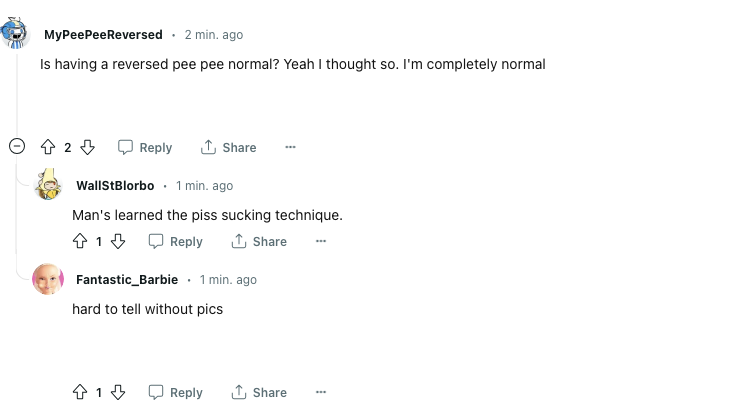 MyPeePeeReversed • 2 min. ago
Is having a reversed pee pee normal? Yeah I thought so. I'm completely normal
2 Reply Share ···
WallStBlorbo • 1 min. ago
Man's learned the piss sucking technique.
1 Reply Share ···
Fantastic_Barbie • 1 min. ago
hard to tell without pics
1 Reply Share ···